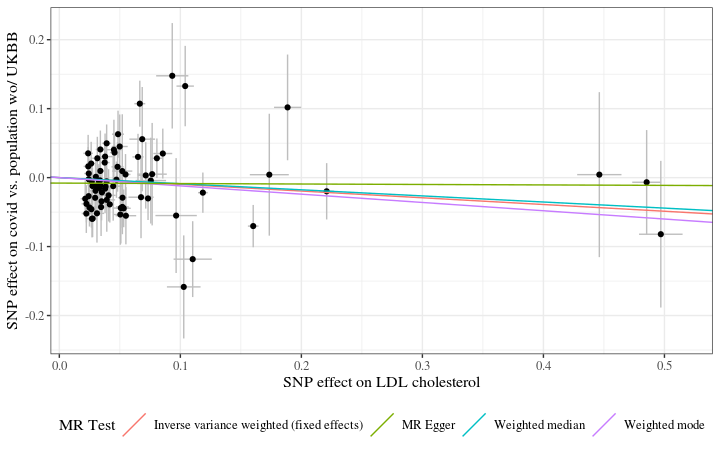 SNP effect on covid vs. population wo/ UKBB
0.2
0.1
0.0
-0.1
-0.2
0.0 0.1 0.2 0.3 0.4 0.5
SNP effect on LDL cholesterol
MR Test Inverse variance weighted (fixed effects) MR Egger Weighted median Weighted mode